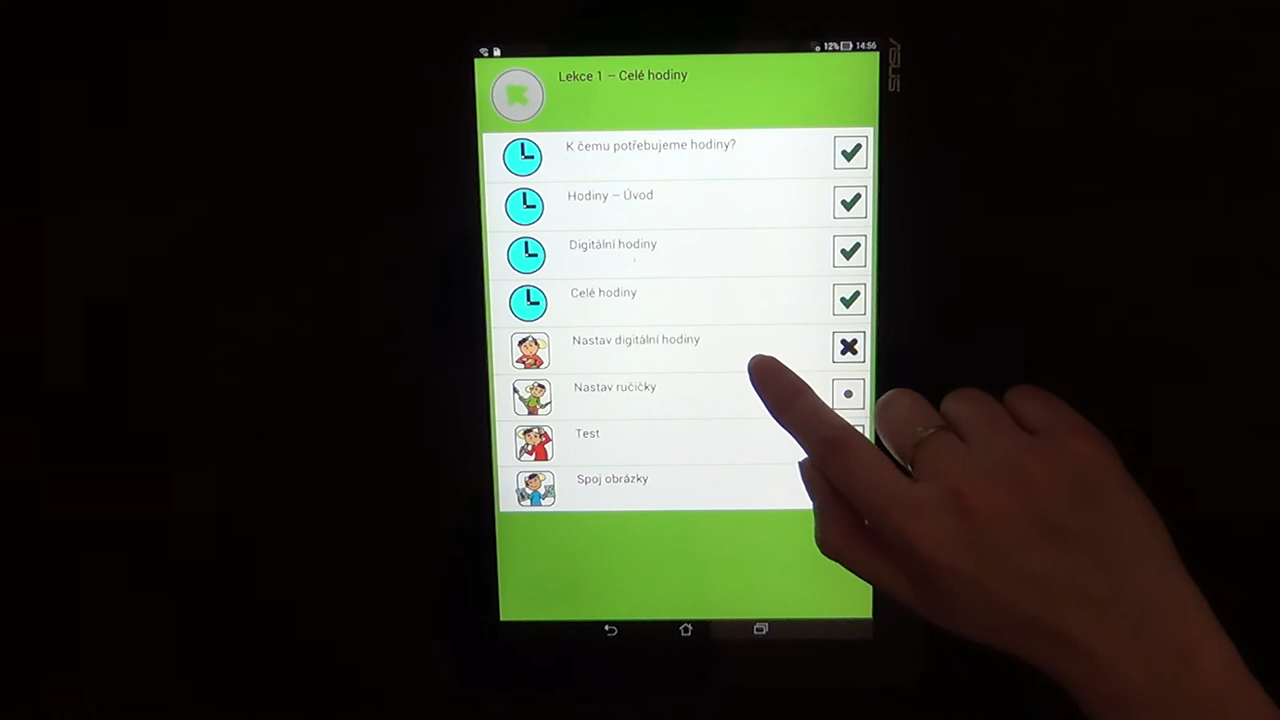 12% 14:56
ASUS
Lekce 1 – Celé hodiny
K čemu potřebujeme hodiny?
Hodiny – Úvod
Digitální hodiny
Celé hodiny
Nastav digitální hodiny
Nastav ručičky
Test
Spoj obrázky